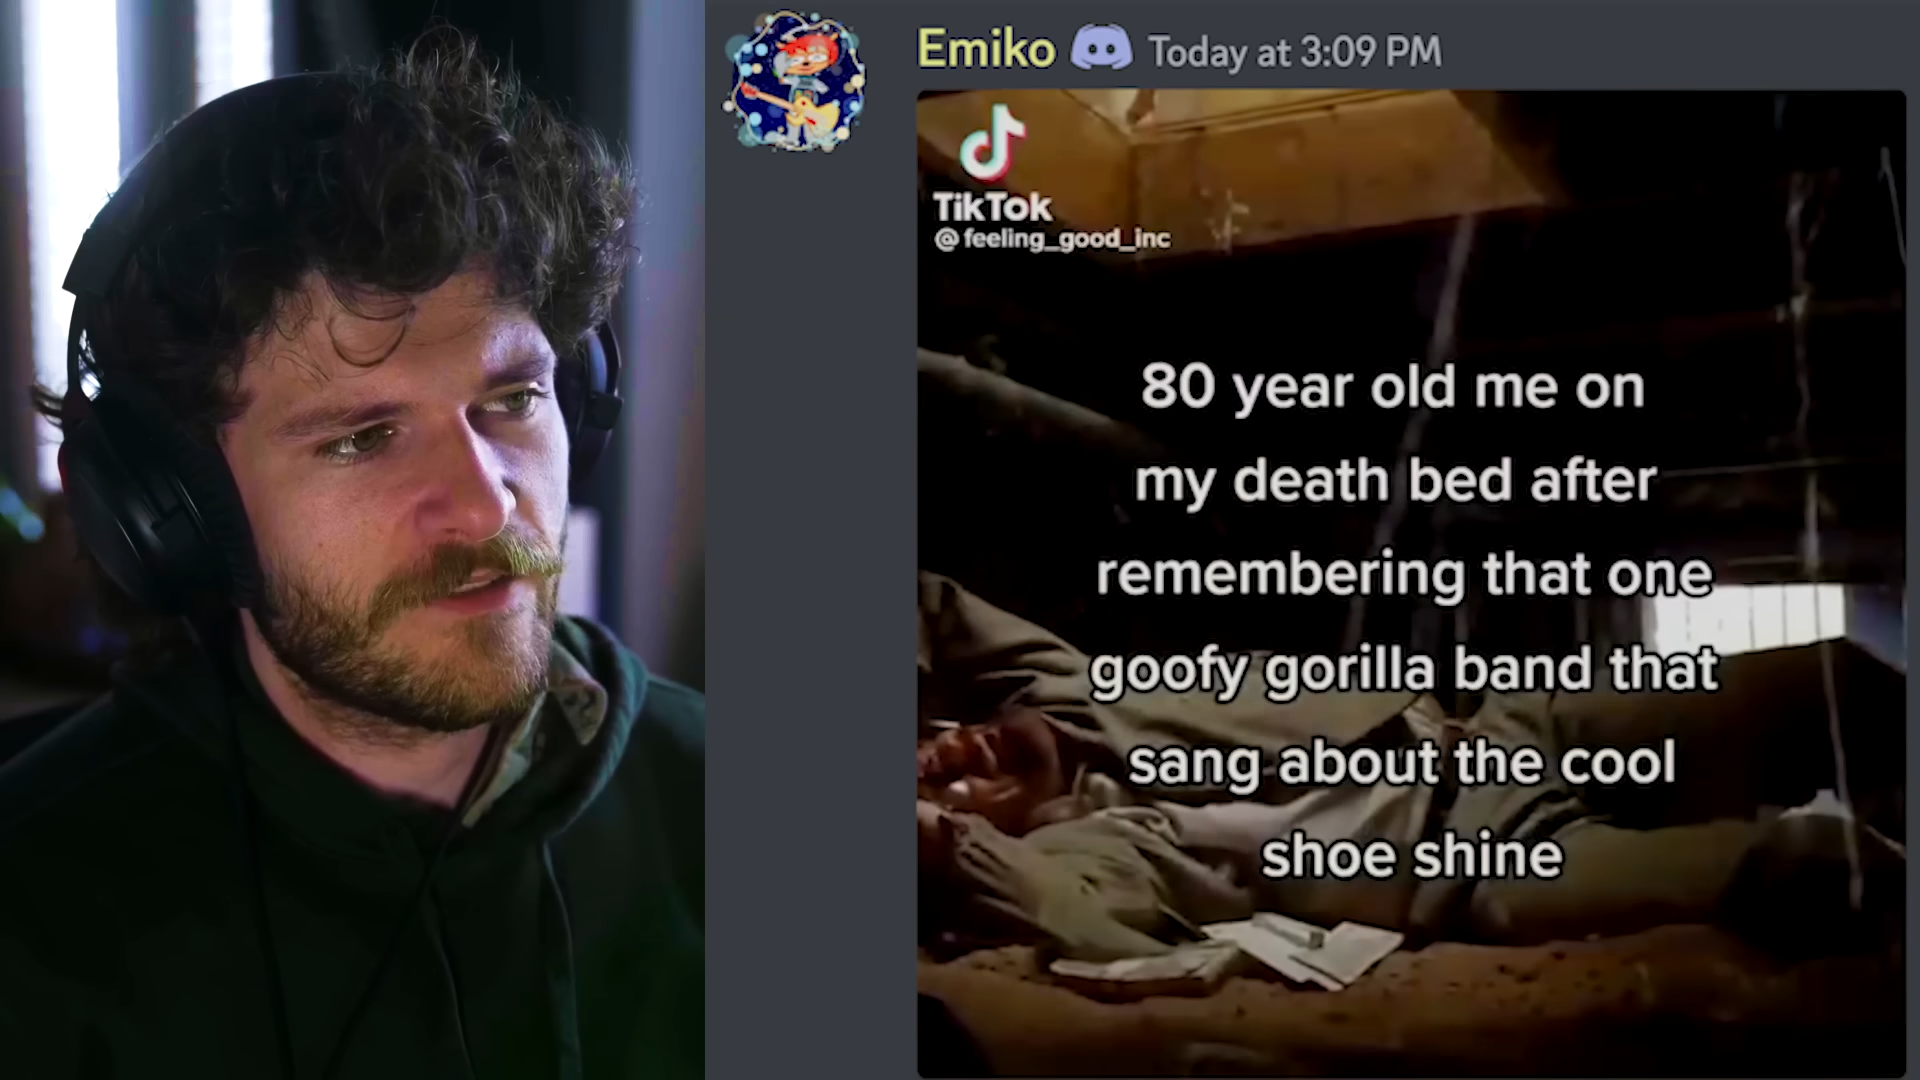 Emiko Today at 3:09 PM
TikTok
@feeling_good_inc
80 year old me on
my death bed after
remembering that one
goofy gorilla band that
sang about the cool
shoe shine